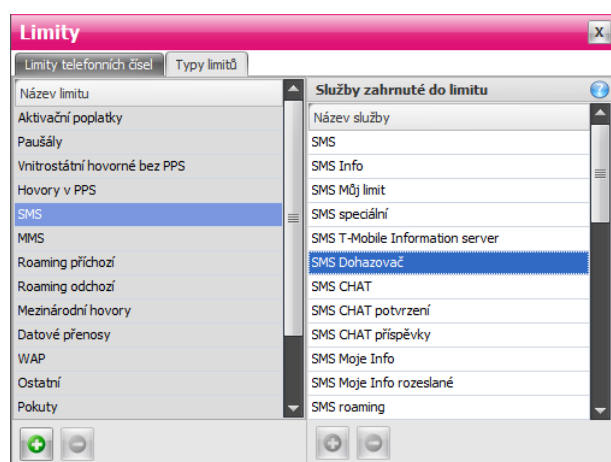 Limity
X
Limity telefonních čísel
Typy limitů
Název limitu
Aktivační poplatky
Paušály
Vnitrostátní hovorné bez PPS
Hovory v PPS
SMS
MMS
Roaming příchozí
Roaming odchozí
Mezinárodní hovory
Datové přenosy
WAP
Ostatní
Pokuty
Služby zahrnuté do limitu
?
Název služby
SMS
SMS Info
SMS Můj limit
SMS speciální
SMS T-Mobile Information server
SMS Dohazovač
SMS CHAT
SMS CHAT potvrzení
SMS CHAT příspěvky
SMS Moje Info
SMS Moje Info rozeslané
SMS roaming